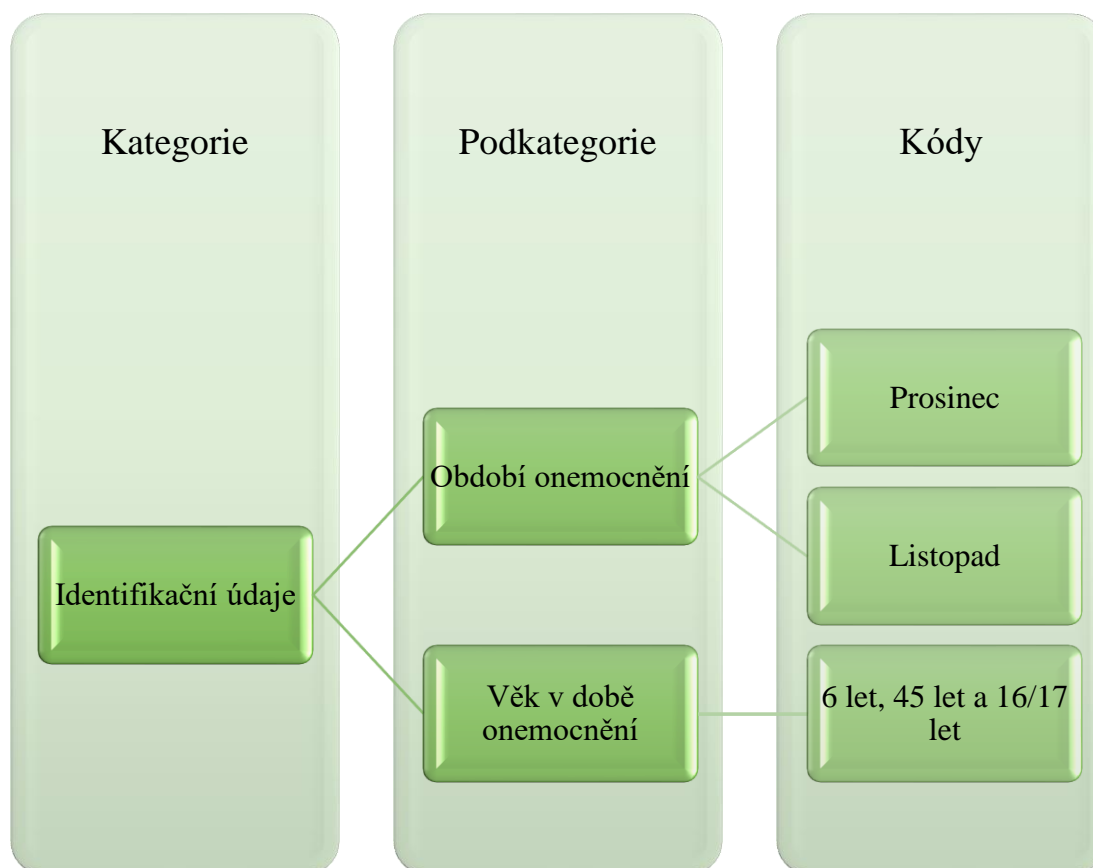 Kategorie
Podkategorie
Kódy
Identifikační údaje
Období onemocnění
Prosinec
Listopad
Věk v době
onemocnění
6 let, 45 let a 16/17
let